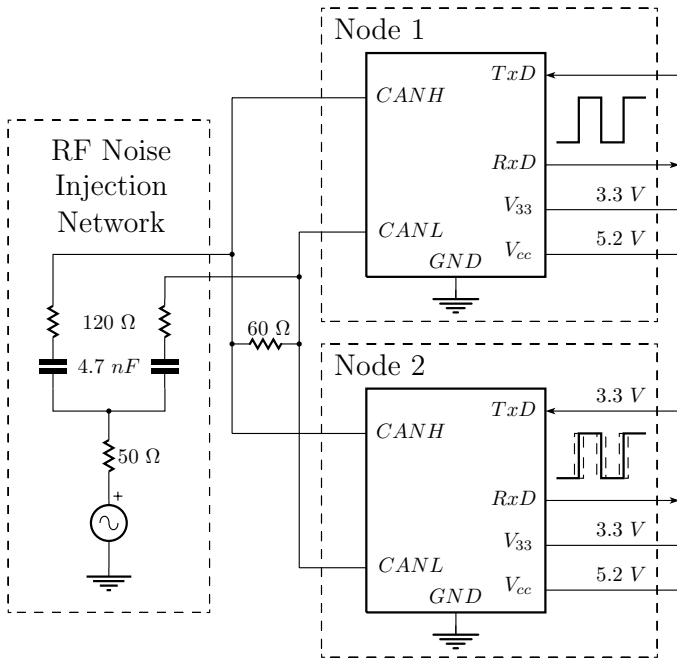 Node 1
TxD
CANH
RxD
V33
3.3 V
CANL
Vcc
5.2 V
GND
RF Noise
Injection
Network
120 Ω
4.7 nF
50 Ω
+
60 Ω
Node 2
TxD
3.3 V
CANH
RxD
V33
3.3 V
CANL
Vcc
5.2 V
GND